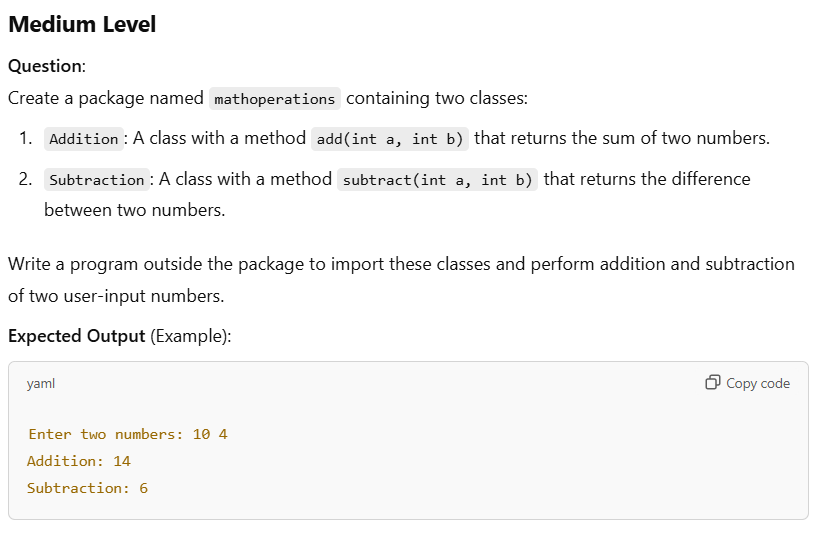 Medium Level
Question:
Create a package named mathoperations containing two classes:
1. Addition: A class with a method add(int a, int b) that returns the sum of two numbers.
2. Subtraction: A class with a method subtract(int a, int b) that returns the difference
between two numbers.
Write a program outside the package to import these classes and perform addition and subtraction
of two user-input numbers.
Expected Output (Example):
yaml Copy code
Enter two numbers: 10 4
Addition: 14
Subtraction: 6